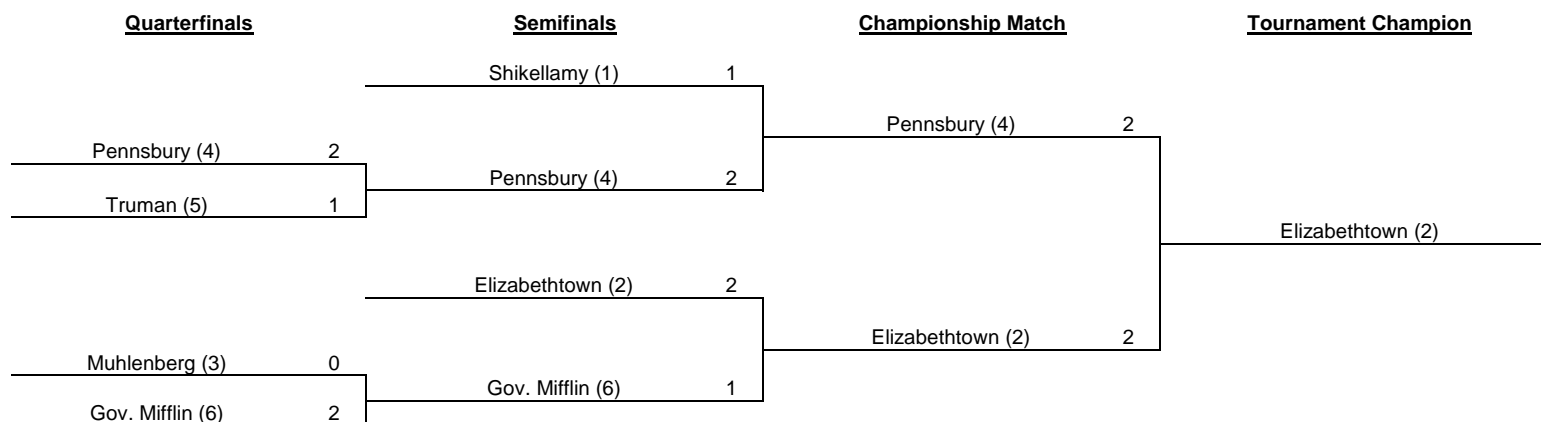 Quarterfinals Semifinals Championship Match Tournament Champion
Shikellamy (1) 1
Pennsbury (4) 2
Pennsbury (4) 2
Pennsbury (4) 2
Truman (5) 1
Elizabethtown (2)
Elizabethtown (2) 2
Elizabethtown (2) 2
Muhlenberg (3) 0
Gov. Mifflin (6) 1
Gov. Mifflin (6) 2